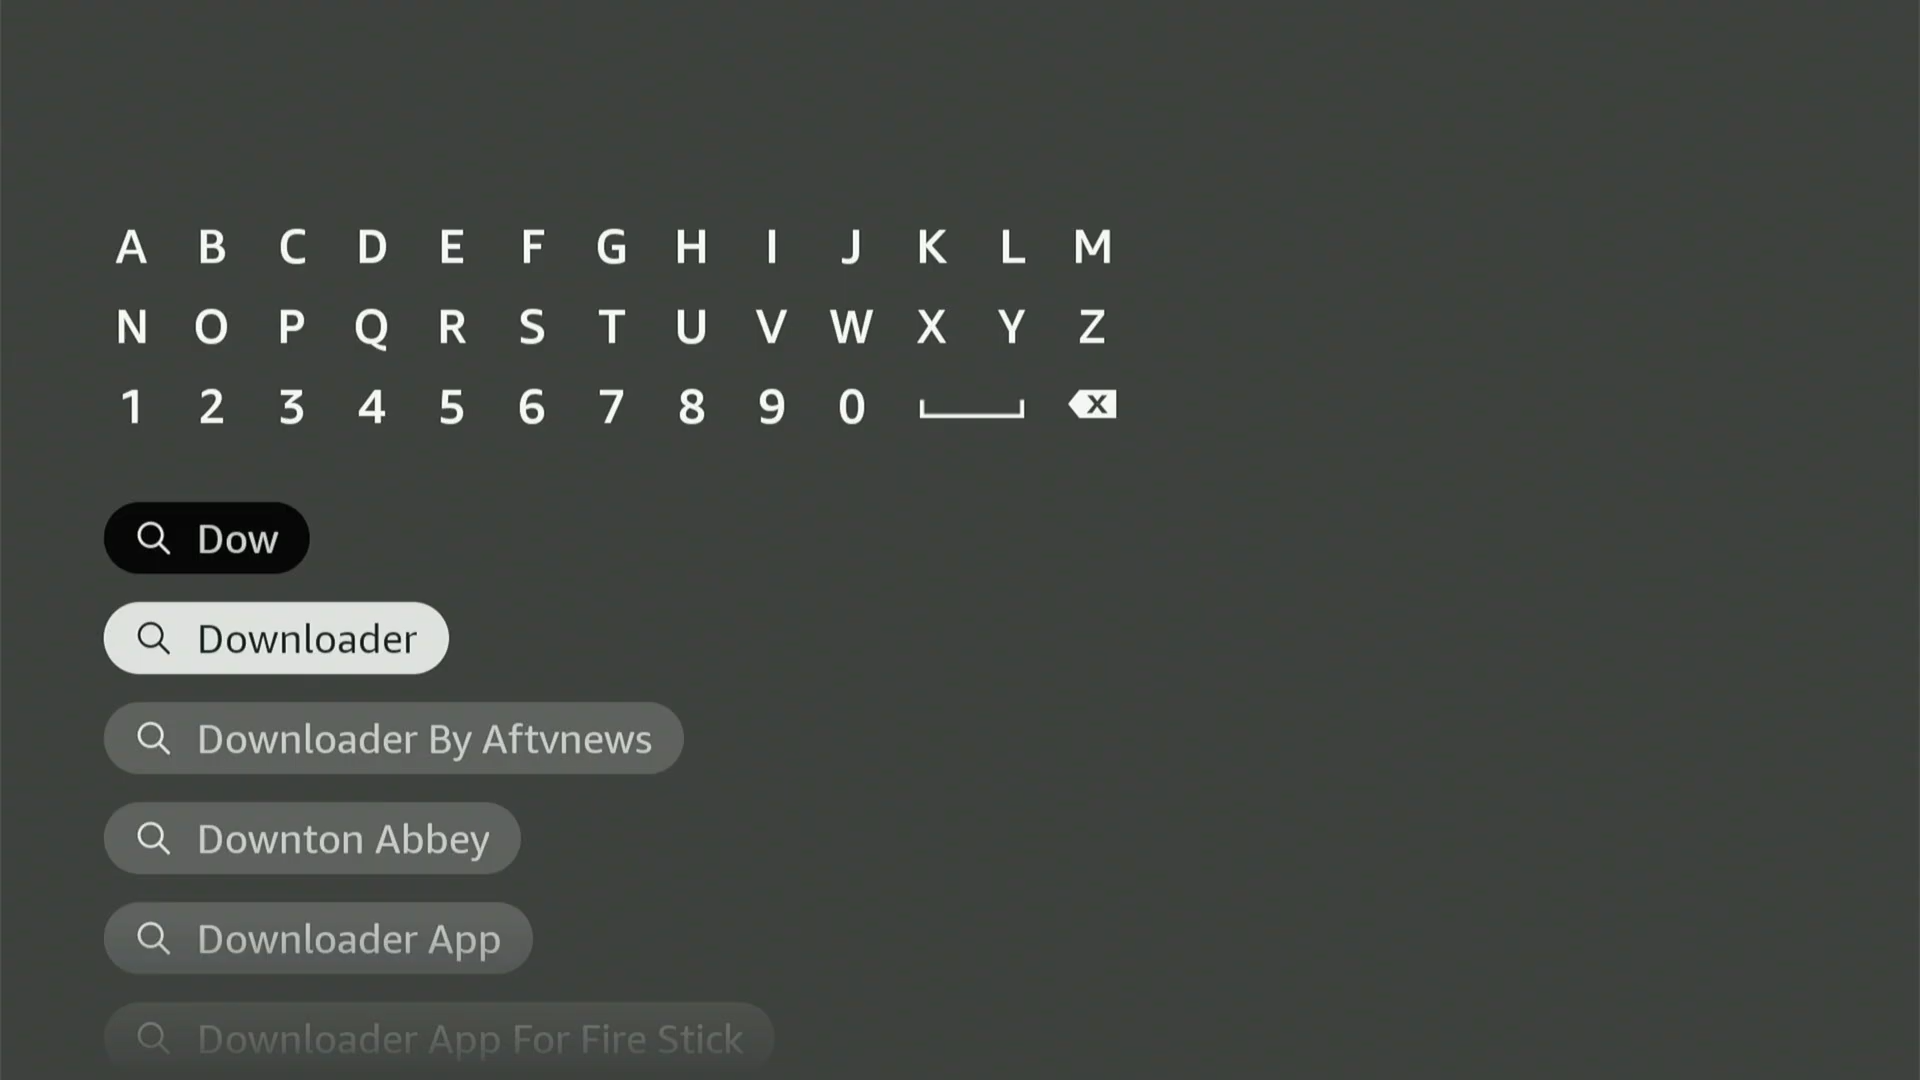 A B C D E F G H I J K L M
N O P Q R S T U V W X Y Z
1 2 3 4 5 6 7 8 9 0
Dow
Downloader
Downloader By Aftvnews
Downton Abbey
Downloader App
Downloader App For Fire Stick